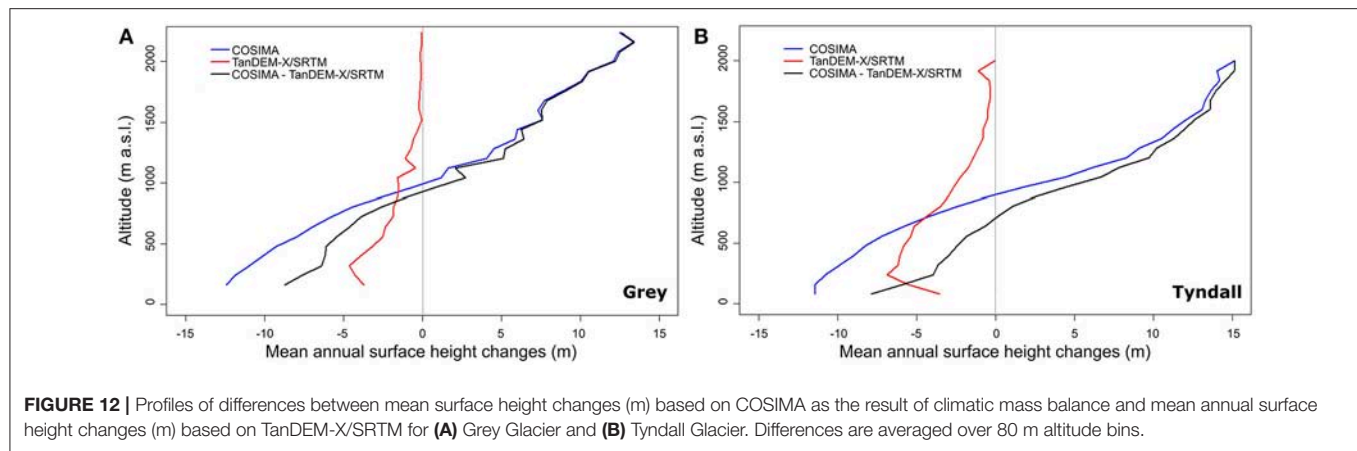 A
COSIMA
TanDEM-X/SRTM
COSIMA - TanDEM-X/SRTM
Altitude (m a.s.l.)
2000
1500
1000
500
0
Grey
-15 -10 -5 0 5 10 15
Mean annual surface height changes (m)
B
COSIMA
TanDEM-X/SRTM
COSIMA - TanDEM-X/SRTM
Altitude (m a.s.l.)
2000
1500
1000
500
0
Tyndall
-15 -10 -5 0 5 10 15
Mean annual surface height changes (m)
FIGURE 12 | Profiles of differences between mean surface height changes (m) based on COSIMA as the result of climatic mass balance and mean annual surface
height changes (m) based on TanDEM-X/SRTM for (A) Grey Glacier and (B) Tyndall Glacier. Differences are averaged over 80 m altitude bins.